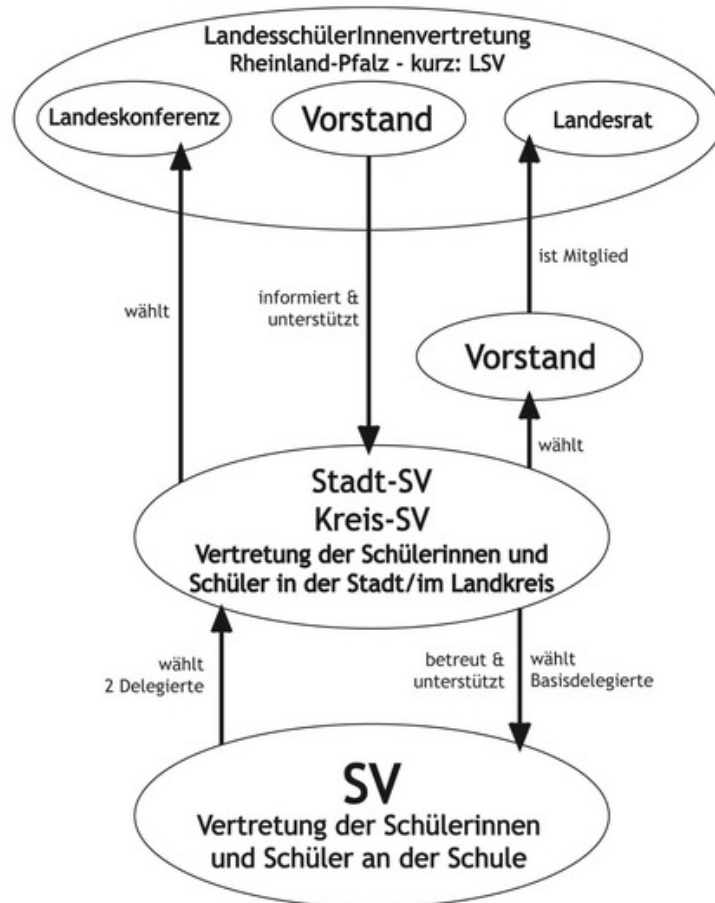 LandesschülerInnenvertretung
Rheinland-Pfalz - kurz: LSV
Landeskonferenz
Vorstand
Landesrat
ist Mitglied
wählt
informiert &
unterstützt
Vorstand
wählt
Stadt-SV
Kreis-SV
Vertretung der Schülerinnen und
Schüler in der Stadt/im Landkreis
wählt
2 Delegierte
betreut &
unterstützt
wählt
Basisdelegierte
SV
Vertretung der Schülerinnen
und Schüler an der Schule